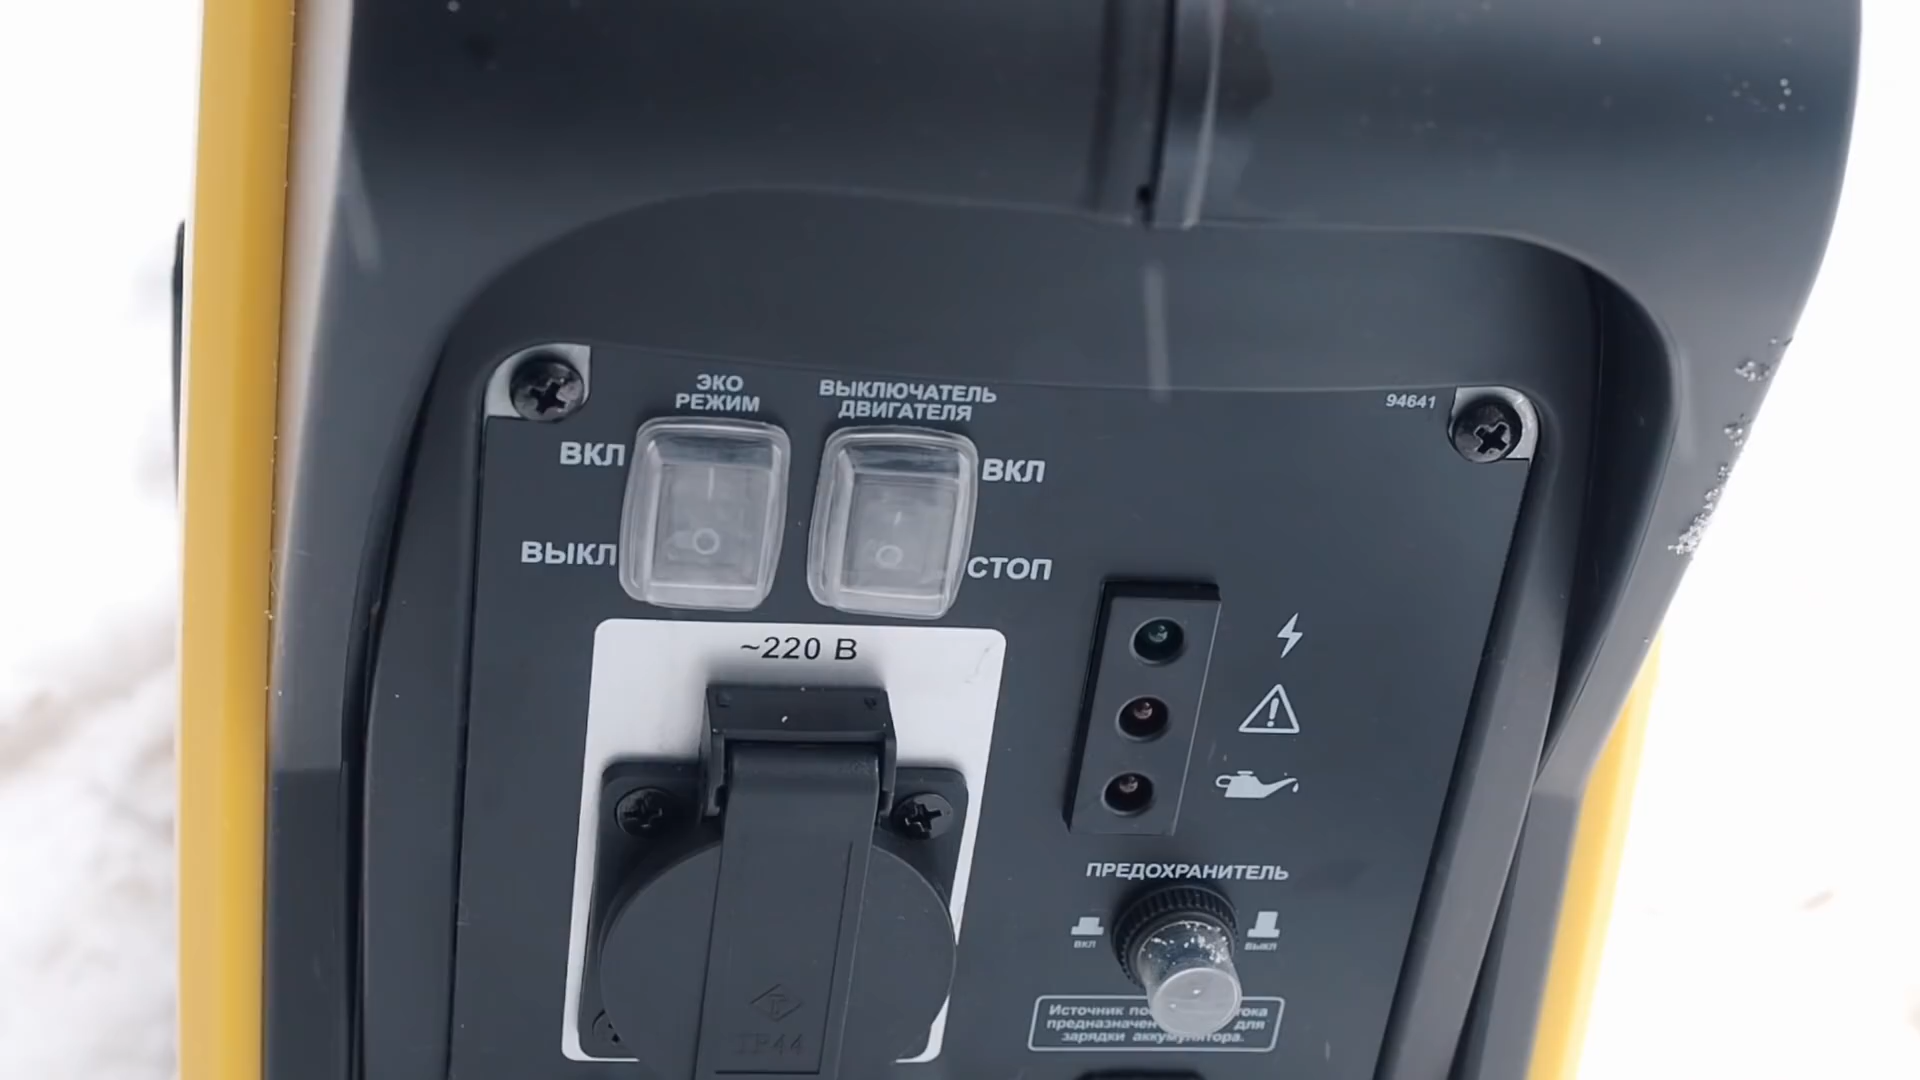 ЭКО
РЕЖИМ
ВЫКЛЮЧАТЕЛЬ
ДВИГАТЕЛЯ
94641
ВКЛ
ВКЛ
ВЫКЛ
СТОП
~220 В
ПРЕДОХРАНИТЕЛЬ
ВКЛ
ВЫКЛ
Источник тока
предназначен для
зарядки аккумулятора.
IP44